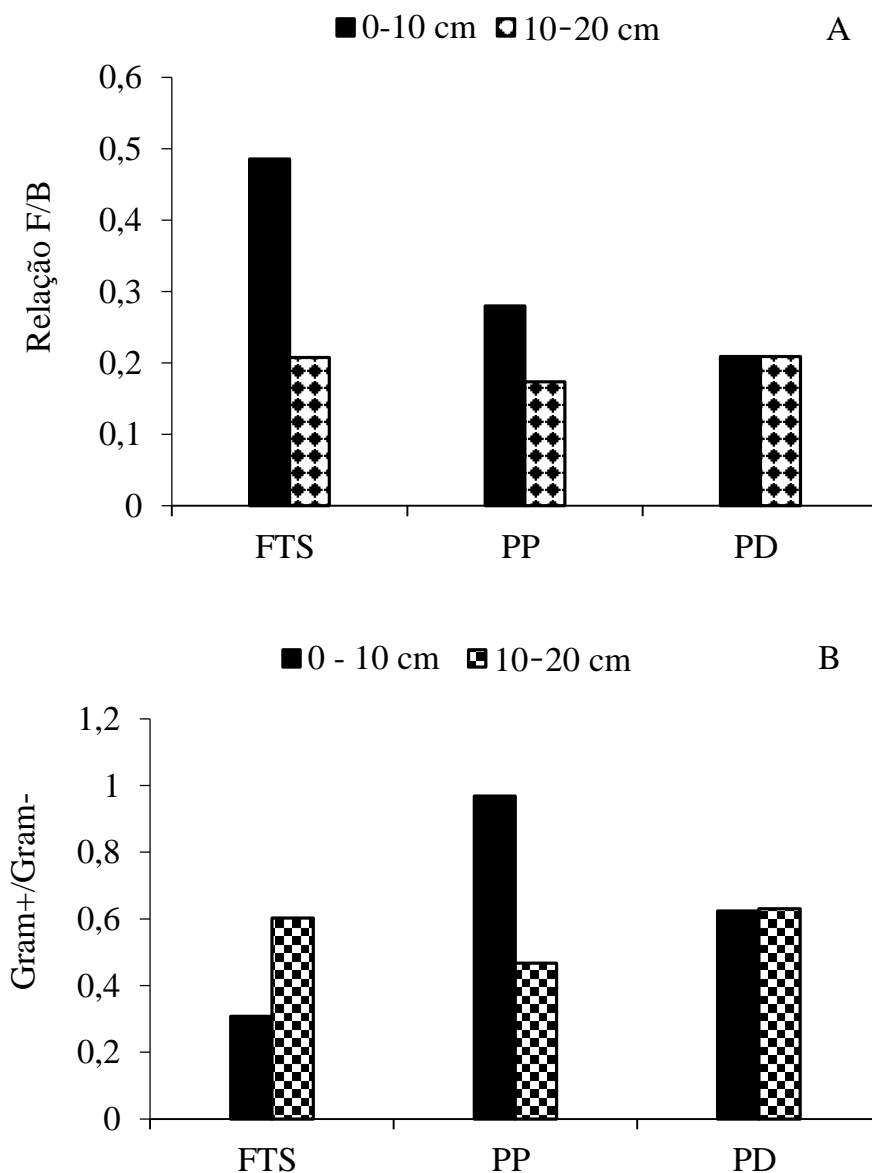 0-10 cm 10-20 cm A
0,6
0,5
0,4
0,3
0,2
0,1
0
Relação F/B
FTS PP PD
0 - 10 cm 10-20 cm B
1,2
1
0,8
0,6
0,4
0,2
0
Gram+/Gram-
FTS PP PD